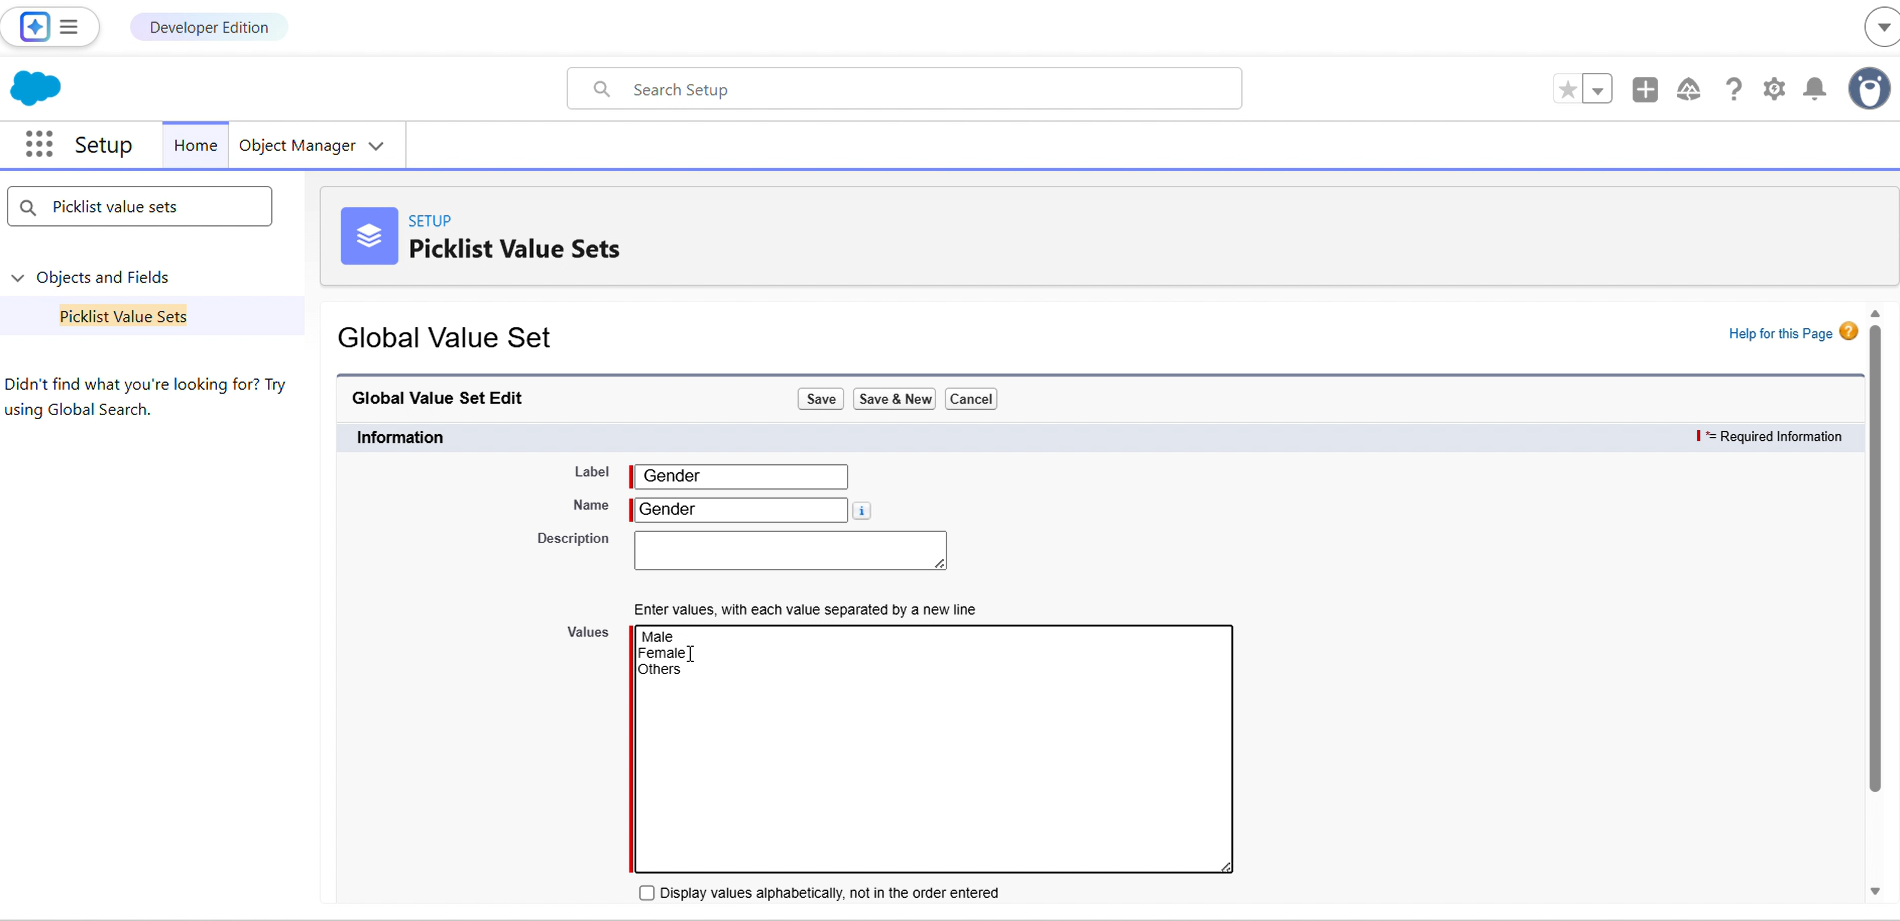 Developer Edition
Search Setup
Setup
Home
Object Manager
Picklist value sets
SETUP
Picklist Value Sets
Objects and Fields
Picklist Value Sets
Didn't find what you're looking for? Try
using Global Search.
Global Value Set
Help for this Page ?
Global Value Set Edit
Save
Save & New
Cancel
Information
*= Required Information
Label
Gender
Name
Gender
i
Description
Enter values, with each value separated by a new line
Values
Male
Female
Others
Display values alphabetically, not in the order entered